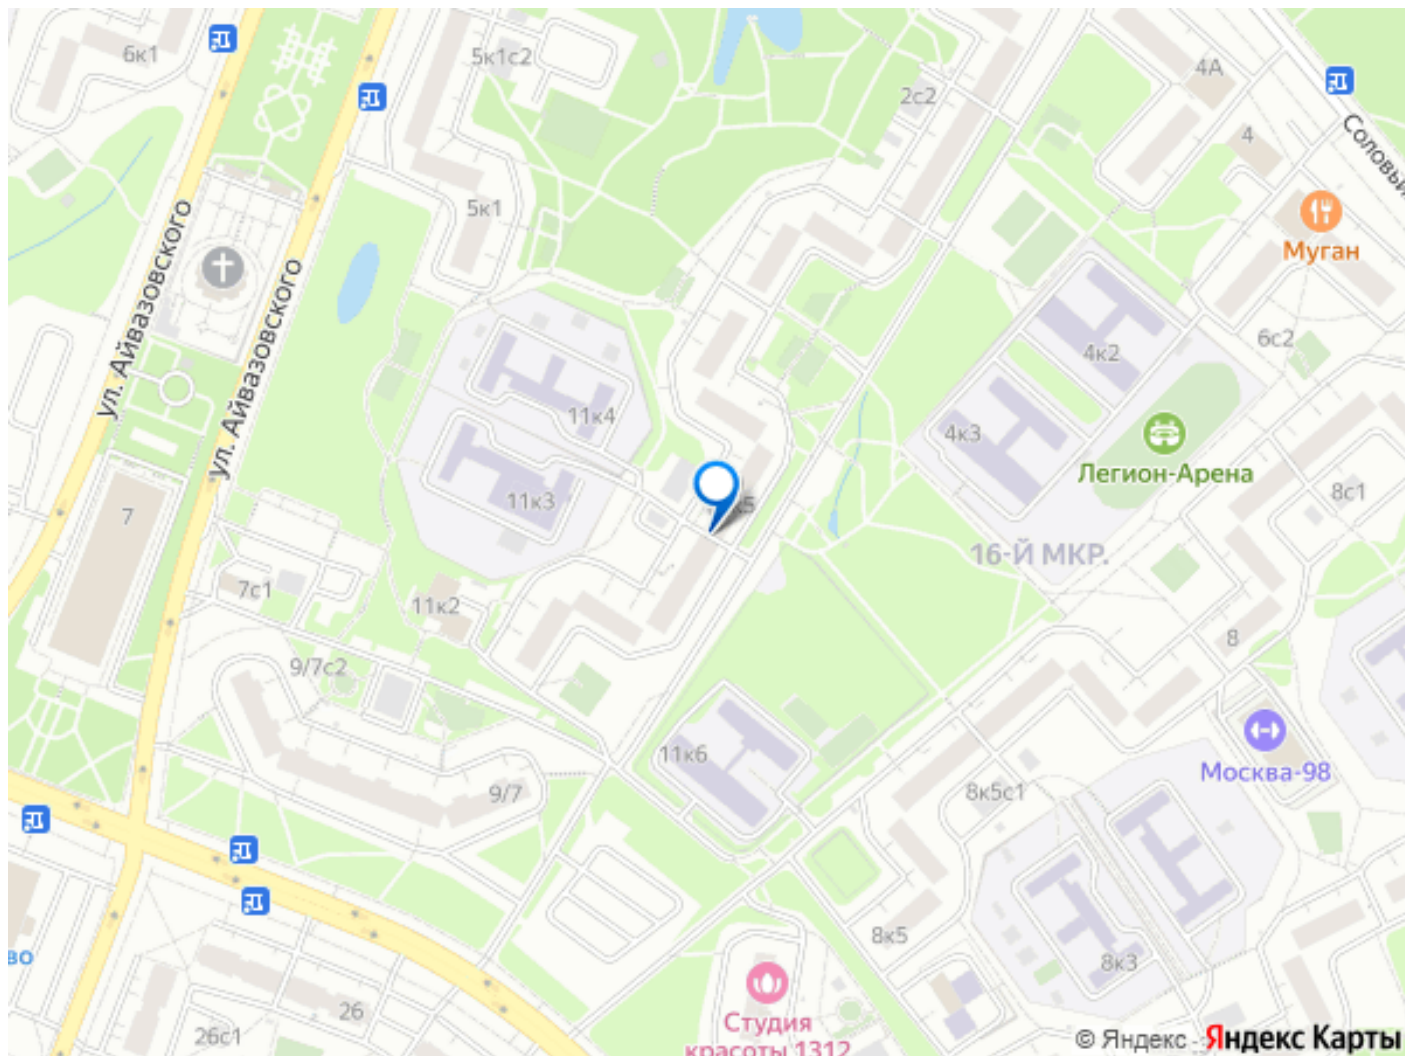 6к1
5к1с2
4А
2с2
Соловьи
4
ул. Айвазовского
5к1
Муган
ул. Айвазовского
6с2
4к2
11к4
4к3
Легион-Арена
8с1
11к3
к5
7
16-Й МКР.
7с1
11к2
8
9/7с2
11к6
Москва-98
9/7
8к5с1
8к5
во
8к3
26
Студия
красоты 1312
26с1
© Яндекс - Яндекс Карты